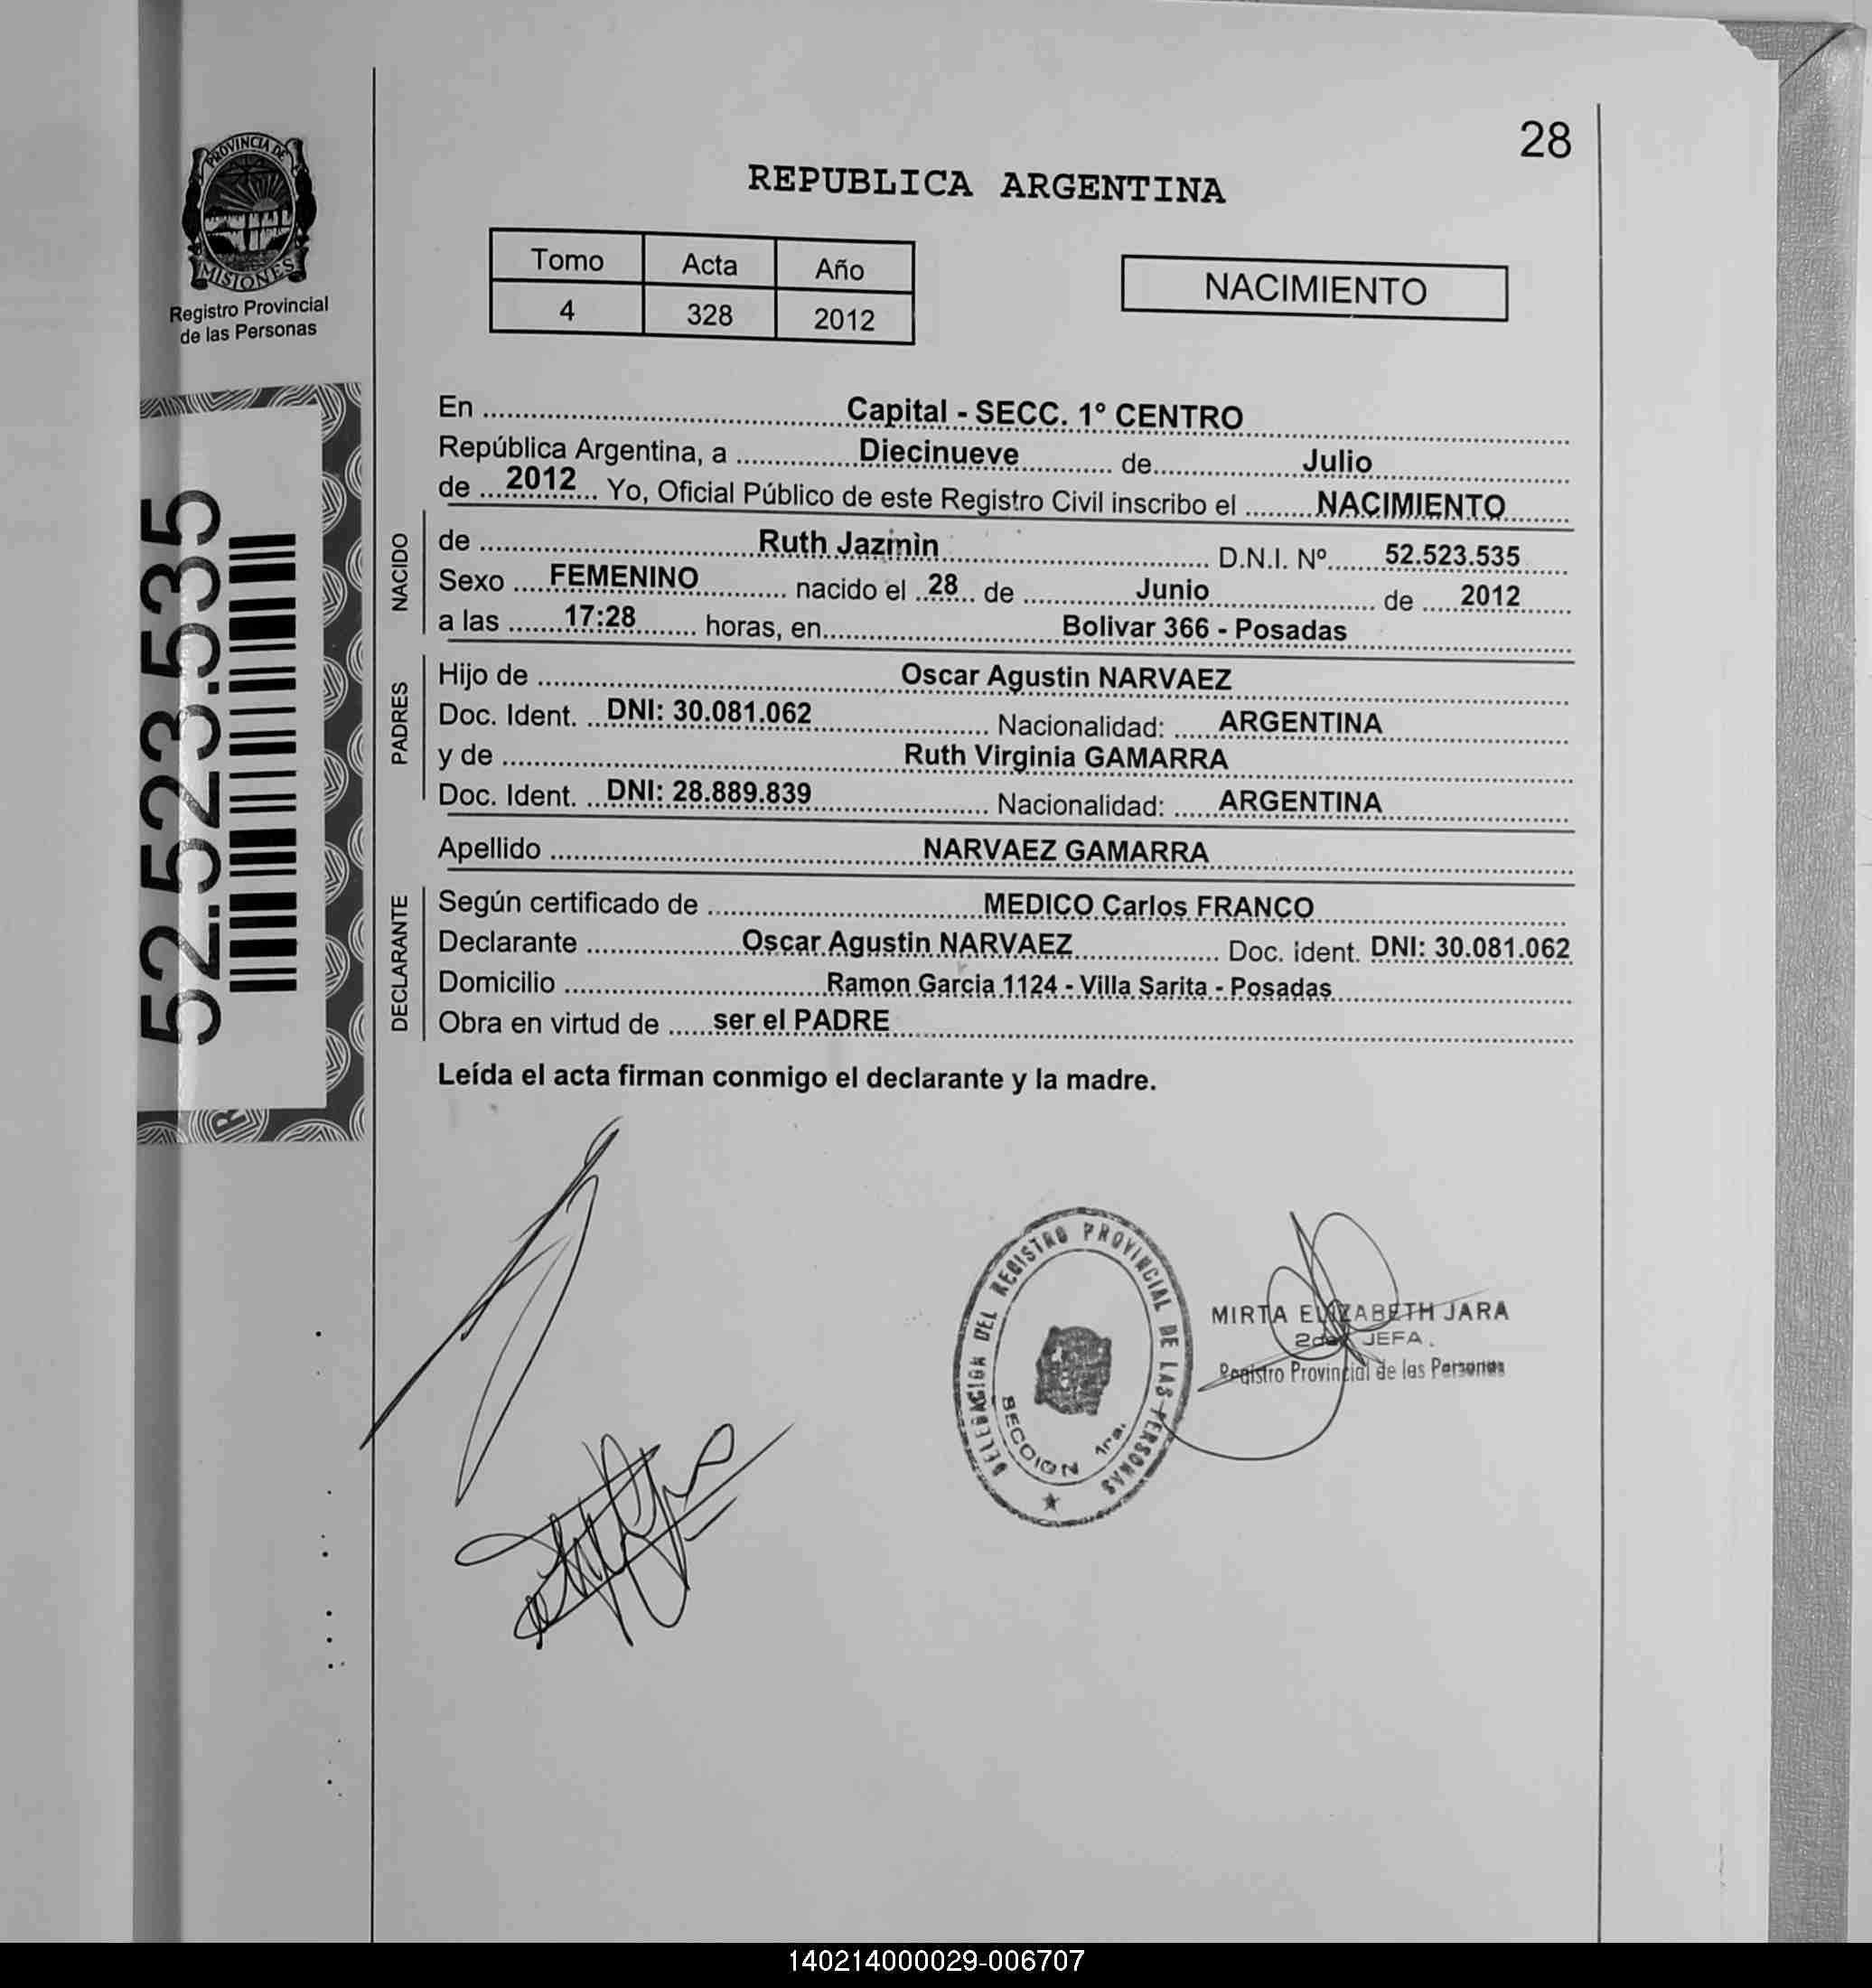 28
REPUBLICA ARGENTINA
PROVINCIA DE
MISIONES
Registro Provincial
de las Personas
Tomo Acta Año
4 328 2012
NACIMIENTO
52.523.535
En Capital - SECC. 1° CENTRO
República Argentina, a Diecinueve de Julio
de 2012 Yo, Oficial Público de este Registro Civil inscribo el NACIMIENTO
NACIDO
de Ruth Jazmìn D.N.I. Nº 52.523.535
Sexo FEMENINO nacido el 28 de Junio de 2012
a las 17:28 horas, en Bolivar 366 - Posadas
PADRES
Hijo de Oscar Agustin NARVAEZ
Doc. Ident. DNI: 30.081.062 Nacionalidad: ARGENTINA
y de Ruth Virginia GAMARRA
Doc. Ident. DNI: 28.889.839 Nacionalidad: ARGENTINA
Apellido NARVAEZ GAMARRA
DECLARANTE
Según certificado de MEDICO Carlos FRANCO
Declarante Oscar Agustin NARVAEZ Doc. ident. DNI: 30.081.062
Domicilio Ramon Garcia 1124 - Villa Sarita - Posadas
Obra en virtud de ser el PADRE
Leída el acta firman conmigo el declarante y la madre.
DELEGACION DEL REGISTRO PROVINCIAL DE LAS PERSONAS
SECCION 1ra.
MIRTA ELIZABETH JARA
2da JEFA.
Registro Provincial de las Personas
140214000029-006707